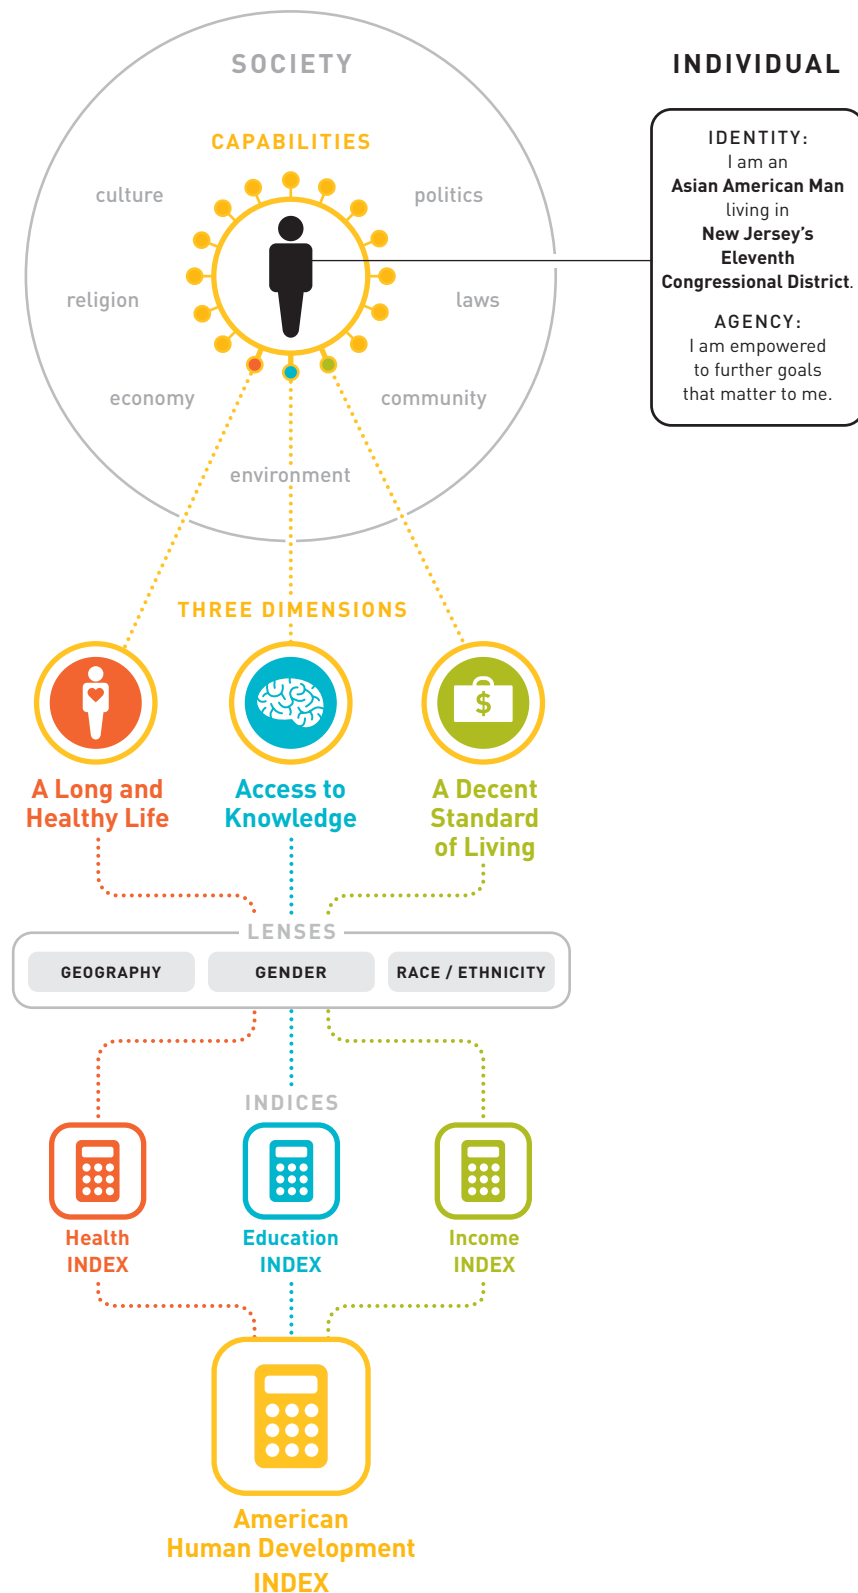 SOCIETY
INDIVIDUAL
CAPABILITIES
culture
politics
religion
laws
economy
community
environment
IDENTITY:
I am an
Asian American Man
living in
New Jersey's
Eleventh
Congressional District.
AGENCY:
I am empowered
to further goals
that matter to me.
THREE DIMENSIONS
$
A Long and
Healthy Life
Access to
Knowledge
A Decent
Standard
of Living
LENSES
GEOGRAPHY
GENDER
RACE / ETHNICITY
INDICES
Health
INDEX
Education
INDEX
Income
INDEX
American
Human Development
INDEX